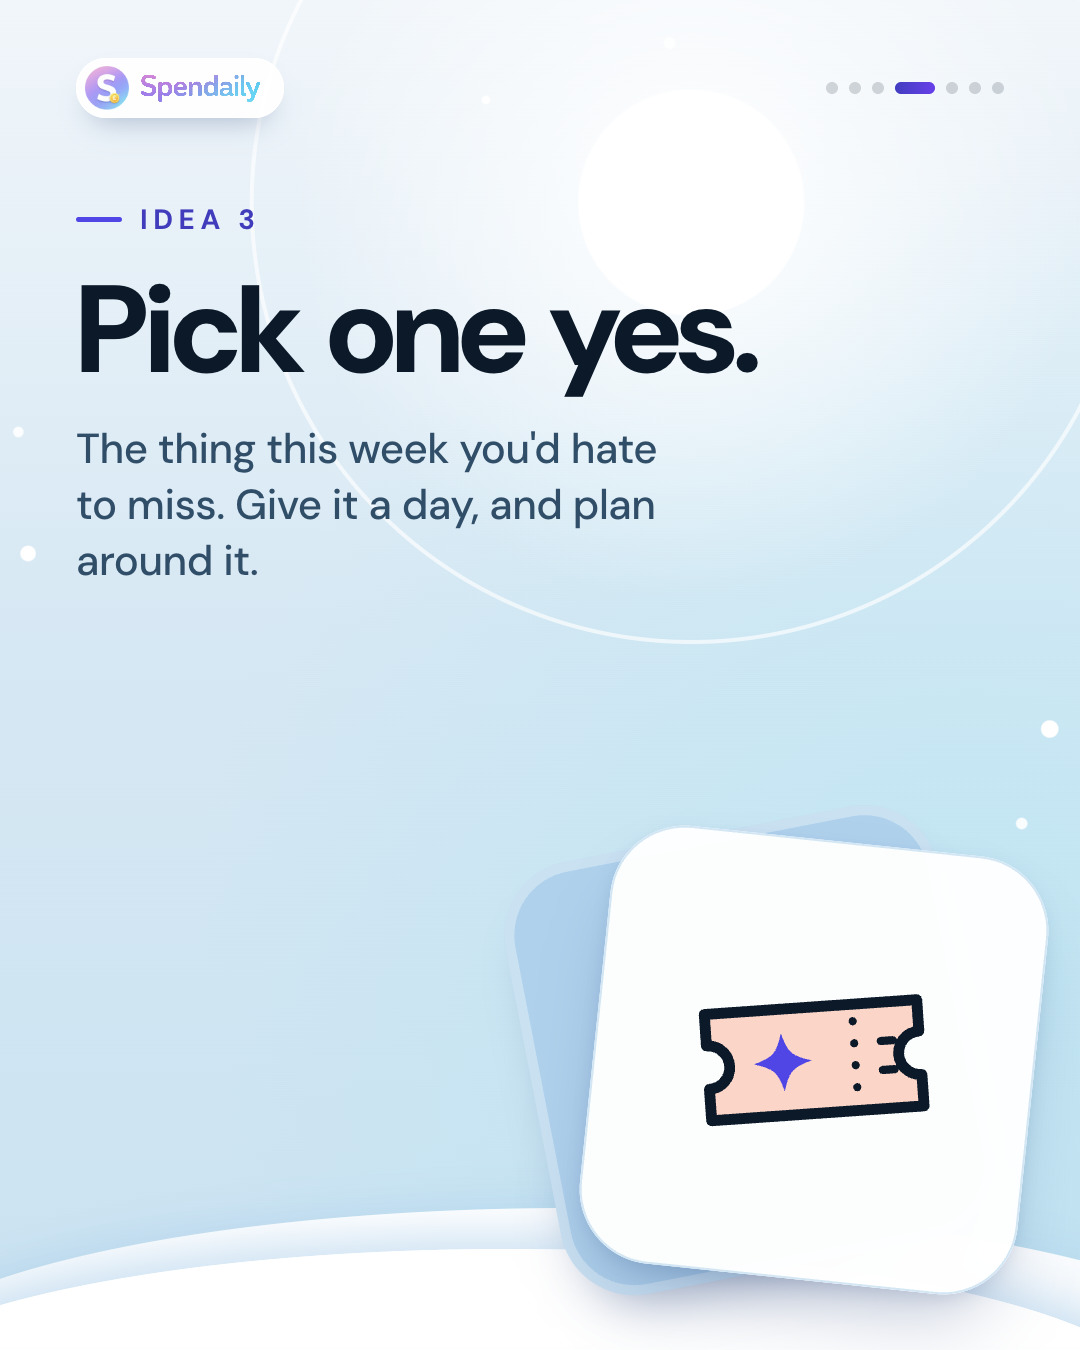 Spendaily
IDEA 3
Pick one yes.
The thing this week you'd hate
to miss. Give it a day, and plan
around it.